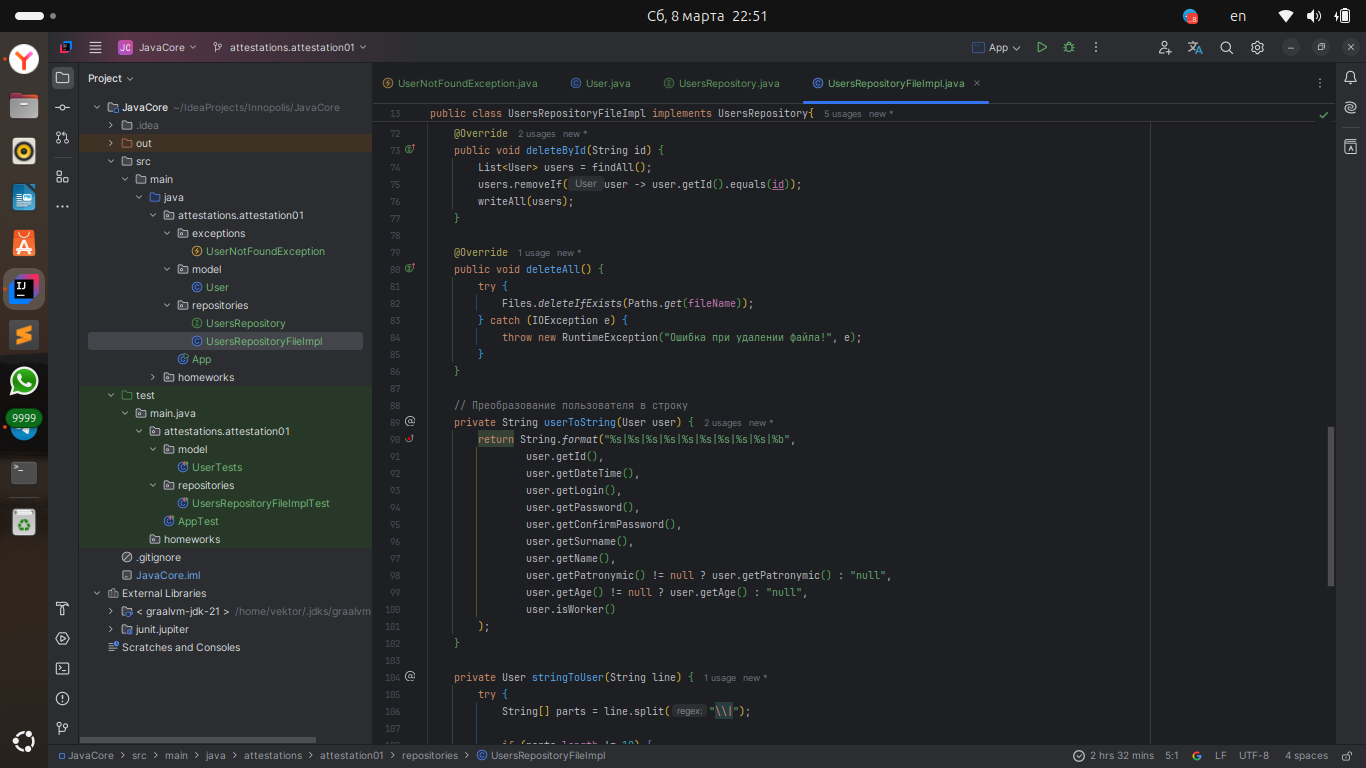 Сб, 8 марта 22:51
8
en
JC JavaCore
attestations.attestation01
App
Project
UserNotFoundException.java
User.java
UsersRepository.java
UsersRepositoryFileImpl.java
JavaCore ~/IdeaProjects/Innopolis/JavaCore
.idea
out
src
main
java
attestations.attestation01
exceptions
UserNotFoundException
model
User
repositories
UsersRepository
UsersRepositoryFileImpl
App
homeworks
test
main.java
attestations.attestation01
model
UserTests
repositories
UsersRepositoryFileImplTest
AppTest
homeworks
.gitignore
JavaCore.iml
External Libraries
< graalvm-jdk-21 > /home/vektor/.jdks/graalvm
junit.jupiter
Scratches and Consoles
9999
13 public class UsersRepositoryFileImpl implements UsersRepository{ 5 usages new *
72 @Override 2 usages new *
73 public void deleteById(String id) {
74 List<User> users = findAll();
75 users.removeIf( User user -> user.getId().equals(id));
76 writeAll(users);
77 }
78
79 @Override 1 usage new *
80 public void deleteAll() {
81 try {
82 Files.deleteIfExists(Paths.get(fileName));
83 } catch (IOException e) {
84 throw new RuntimeException("Ошибка при удалении файла!", e);
85 }
86 }
87
88 // Преобразование пользователя в строку
89 private String userToString(User user) { 2 usages new *
90 return String.format("%s|%s|%s|%s|%s|%s|%s|%s|%s|%b",
91 user.getId(),
92 user.getDateTime(),
93 user.getLogin(),
94 user.getPassword(),
95 user.getConfirmPassword(),
96 user.getSurname(),
97 user.getName(),
98 user.getPatronymic() != null ? user.getPatronymic() : "null",
99 user.getAge() != null ? user.getAge() : "null",
100 user.isWorker()
101 );
102 }
103
104 private User stringToUser(String line) { 1 usage new *
105 try {
106 String[] parts = line.split( regex: "\\|");
107
JavaCore > src > main > java > attestations > attestation01 > repositories > UsersRepositoryFileImpl
2 hrs 32 mins 5:1 LF UTF-8 4 spaces